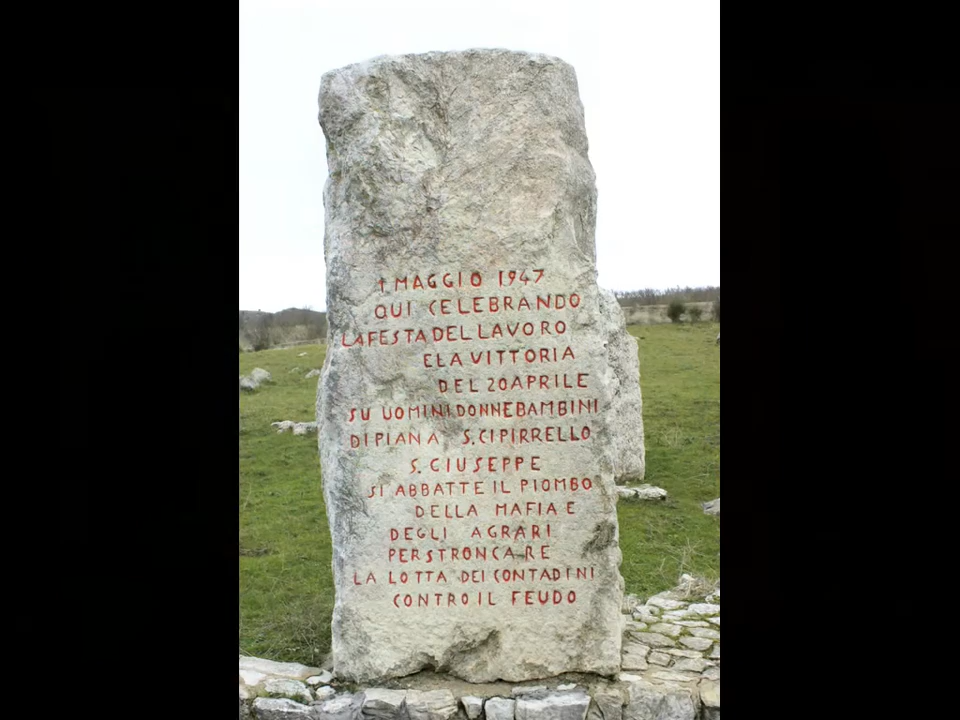 1 MAGGIO 1947
QUI CELEBRANDO
LA FESTA DEL LAVORO
E LA VITTORIA
DEL 20 APRILE
SU UOMINI DONNE BAMBINI
DI PIANA S. CIPIRRELLO
S. GIUSEPPE
SI ABBATTE IL PIOMBO
DELLA MAFIA E
DEGLI AGRARI
PER STRONCARE
LA LOTTA DEI CONTADINI
CONTRO IL FEUDO